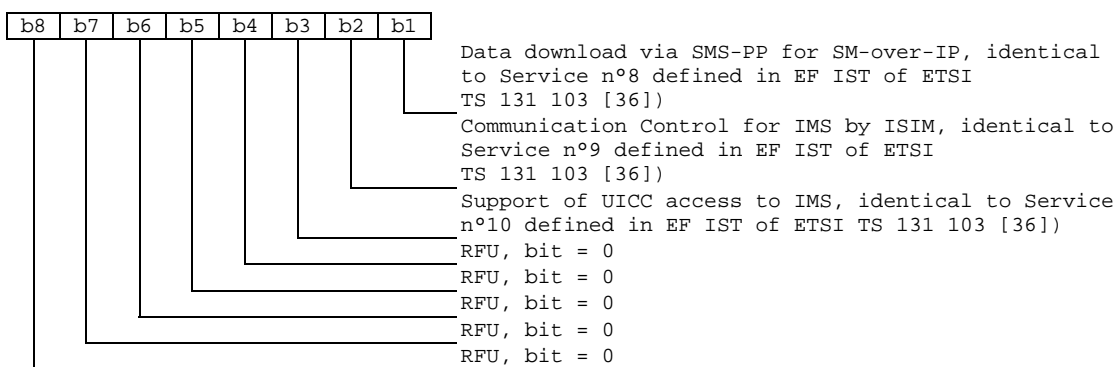 b8 b7 b6 b5 b4 b3 b2 b1
Data download via SMS-PP for SM-over-IP, identical
to Service nº8 defined in EF IST of ETSI
TS 131 103 [36])
Communication Control for IMS by ISIM, identical to
Service nº9 defined in EF IST of ETSI
TS 131 103 [36])
Support of UICC access to IMS, identical to Service
nº10 defined in EF IST of ETSI TS 131 103 [36])
RFU, bit = 0
RFU, bit = 0
RFU, bit = 0
RFU, bit = 0
RFU, bit = 0